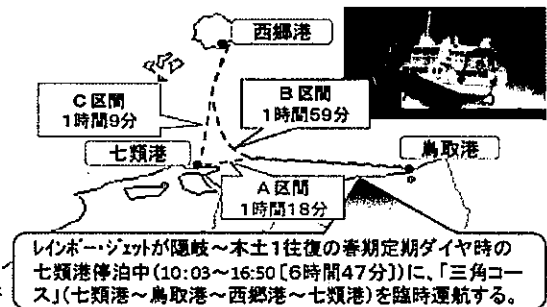 西郷港
C区間
1時間9分
B区間
1時間59分
七類港
鳥取港
A区間
1時間18分
レインボー・ジェットが隠岐～本土1往復の春期定期ダイヤ時の
七類港停泊中(10:03～16:50〔6時間47分〕)に、「三角コー
ス」(七類港～鳥取港～西郷港～七類港)を臨時運航する。